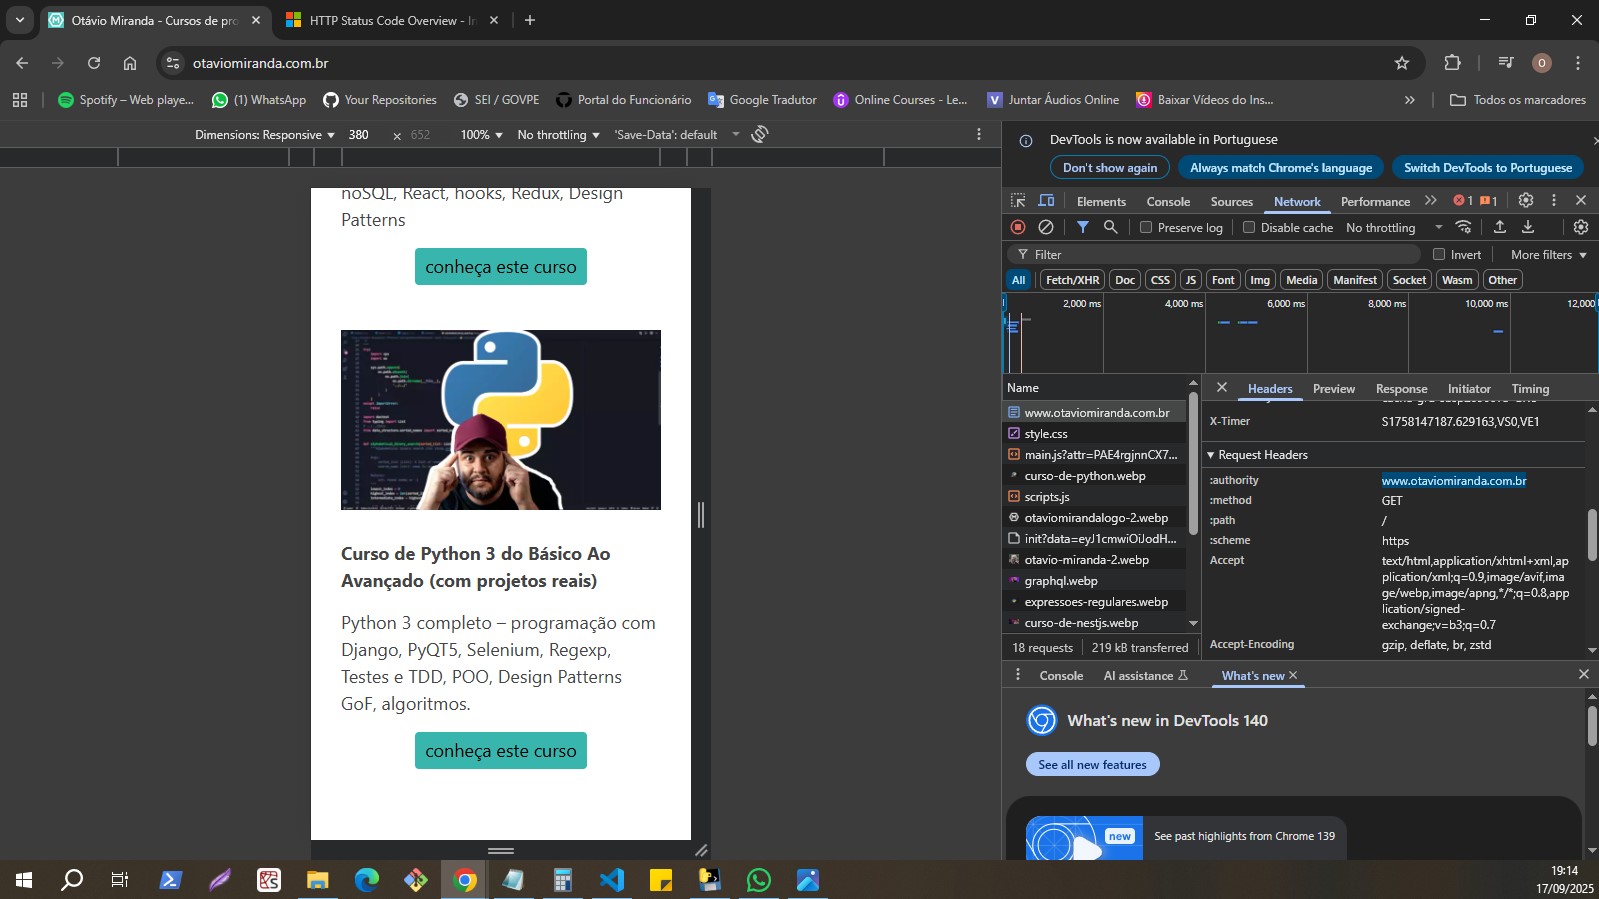 Otávio Miranda - Cursos de pro
HTTP Status Code Overview - In
otaviomiranda.com.br
O
Spotify – Web playe...
(1) WhatsApp
Your Repositories
SEI / GOVPE
Portal do Funcionário
Google Tradutor
Online Courses - Le...
Juntar Áudios Online
Baixar Vídeos do Ins...
Todos os marcadores
Dimensions: Responsive
380
×
652
100%
No throttling
'Save-Data': default
DevTools is now available in Portuguese
Don't show again
Always match Chrome's language
Switch DevTools to Portuguese
Elements
Console
Sources
Network
Performance
1
1
Preserve log
Disable cache
No throttling
Filter
Invert
More filters
All
Fetch/XHR
Doc
CSS
JS
Font
Img
Media
Manifest
Socket
Wasm
Other
2,000 ms
4,000 ms
6,000 ms
8,000 ms
10,000 ms
12,000
Name
Headers
Preview
Response
Initiator
Timing
www.otaviomiranda.com.br
style.css
main.js?attr=PAE4rgjnnCX7...
curso-de-python.webp
scripts.js
otaviomirandalogo-2.webp
init?data=eyJ1cmwiOiJodH...
otavio-miranda-2.webp
graphql.webp
expressoes-regulares.webp
curso-de-nestjs.webp
18 requests
219 kB transferred
X-Timer
S1758147187.629163,VS0,VE1
Request Headers
:authority
www.otaviomiranda.com.br
:method
GET
:path
/
:scheme
https
Accept
text/html,application/xhtml+xml,ap
plication/xml;q=0.9,image/avif,ima
ge/webp,image/apng,*/*;q=0.8,app
lication/signed-
exchange;v=b3;q=0.7
Accept-Encoding
gzip, deflate, br, zstd
Console
AI assistance
What's new
What's new in DevTools 140
See all new features
new
See past highlights from Chrome 139
noSQL, React, hooks, Redux, Design
Patterns
conheça este curso
Curso de Python 3 do Básico Ao
Avançado (com projetos reais)
Python 3 completo – programação com
Django, PyQT5, Selenium, Regexp,
Testes e TDD, POO, Design Patterns
GoF, algoritmos.
conheça este curso
19:14
17/09/2025